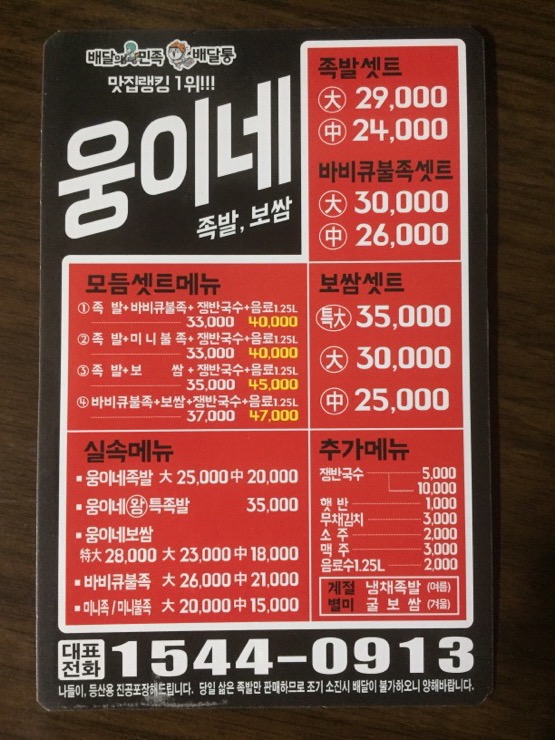 배달의민족 배달통
맛집랭킹 1위!!!
웅이네
족발, 보쌈
족발셋트
大 29,000
中 24,000
바비큐불족셋트
大 30,000
中 26,000
모듬셋트메뉴
① 족 발+바비큐불족+쟁반국수+음료1.25L
33,000 40,000
② 족 발+미니불족+쟁반국수+음료1.25L
33,000 40,000
③ 족 발+보 쌈+쟁반국수+음료1.25L
35,000 45,000
④ 바비큐불족+보쌈+쟁반국수+음료1.25L
37,000 47,000
보쌈셋트
特大 35,000
大 30,000
中 25,000
실속메뉴
▪ 웅이네족발 大 25,000 中 20,000
▪ 웅이네 왕 특족발 35,000
▪ 웅이네보쌈
特大 28,000 大 23,000 中 18,000
▪ 바비큐불족 大 26,000 中 21,000
▪ 미니족 / 미니불족 大 20,000 中 15,000
추가메뉴
쟁반국수 5,000
10,000
햇 반 1,000
무채김치 3,000
소 주 2,000
맥 주 3,000
음료수1.25L 2,000
계절 별미 냉채족발 (여름)
굴 보 쌈 (겨울)
대표 전화 1544-0913
나들이, 등산용 진공포장해드립니다. 당일 삶은 족발만 판매하므로 조기 소진시 배달이 불가하오니 양해바랍니다.